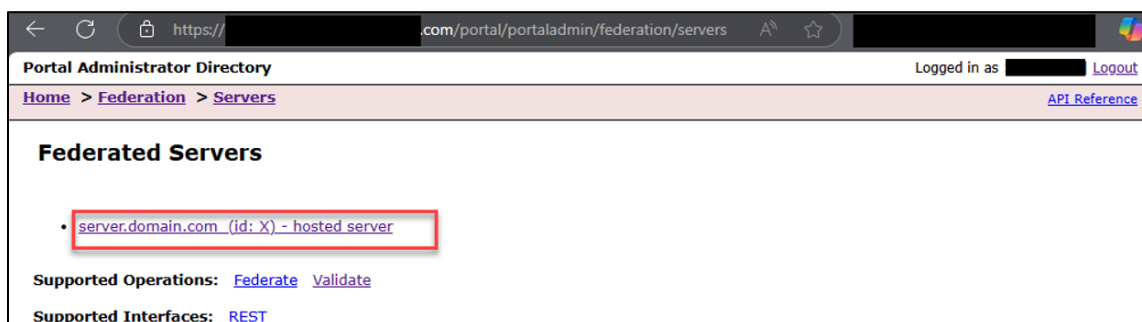 https:// .com/portal/portaladmin/federation/servers A
Portal Administrator Directory Logged in as Logout
Home > Federation > Servers API Reference
Federated Servers
• server.domain.com (id: X) - hosted server
Supported Operations: Federate Validate
Supported Interfaces: REST